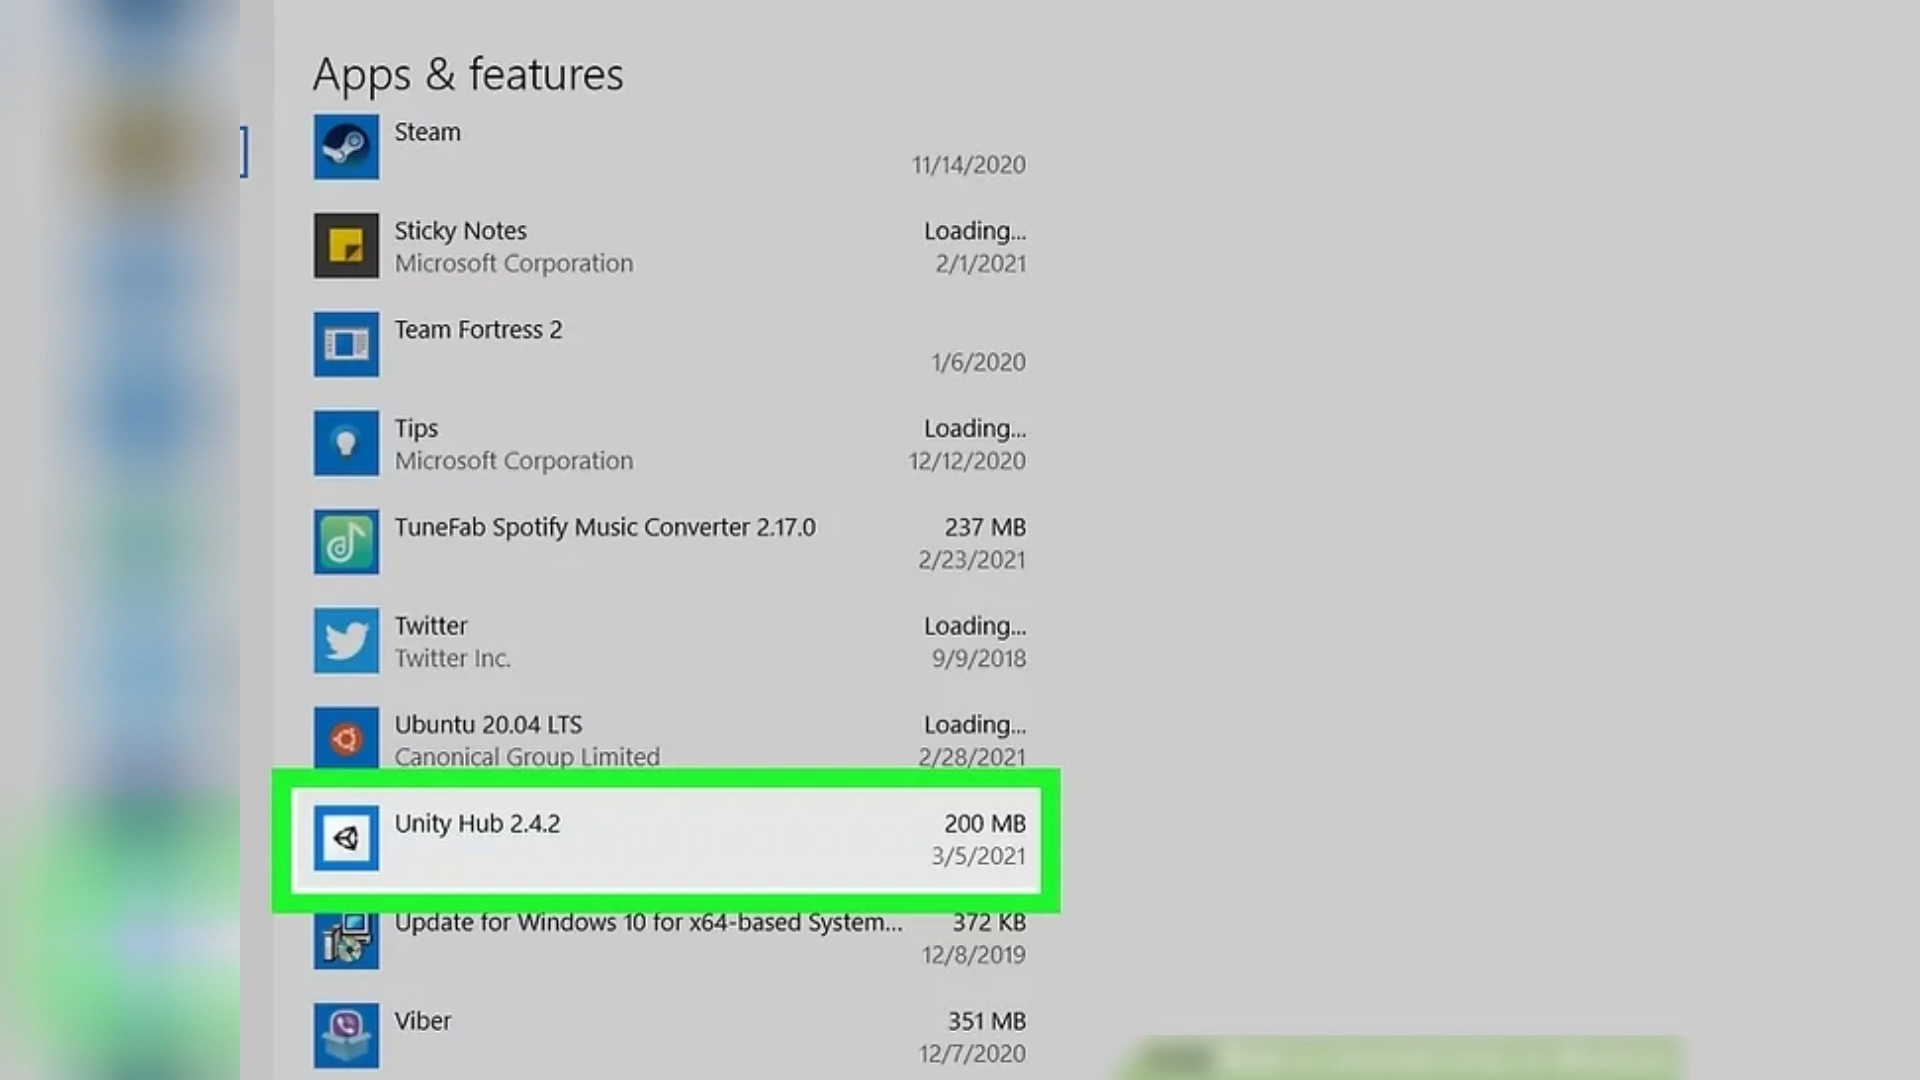 Apps & features
Steam
11/14/2020
Sticky Notes Loading...
Microsoft Corporation 2/1/2021
Team Fortress 2
1/6/2020
Tips Loading...
Microsoft Corporation 12/12/2020
TuneFab Spotify Music Converter 2.17.0 237 MB
2/23/2021
Twitter Loading...
Twitter Inc. 9/9/2018
Ubuntu 20.04 LTS Loading...
Canonical Group Limited 2/28/2021
Unity Hub 2.4.2 200 MB
3/5/2021
Update for Windows 10 for x64-based System... 372 KB
12/8/2019
Viber 351 MB
12/7/2020